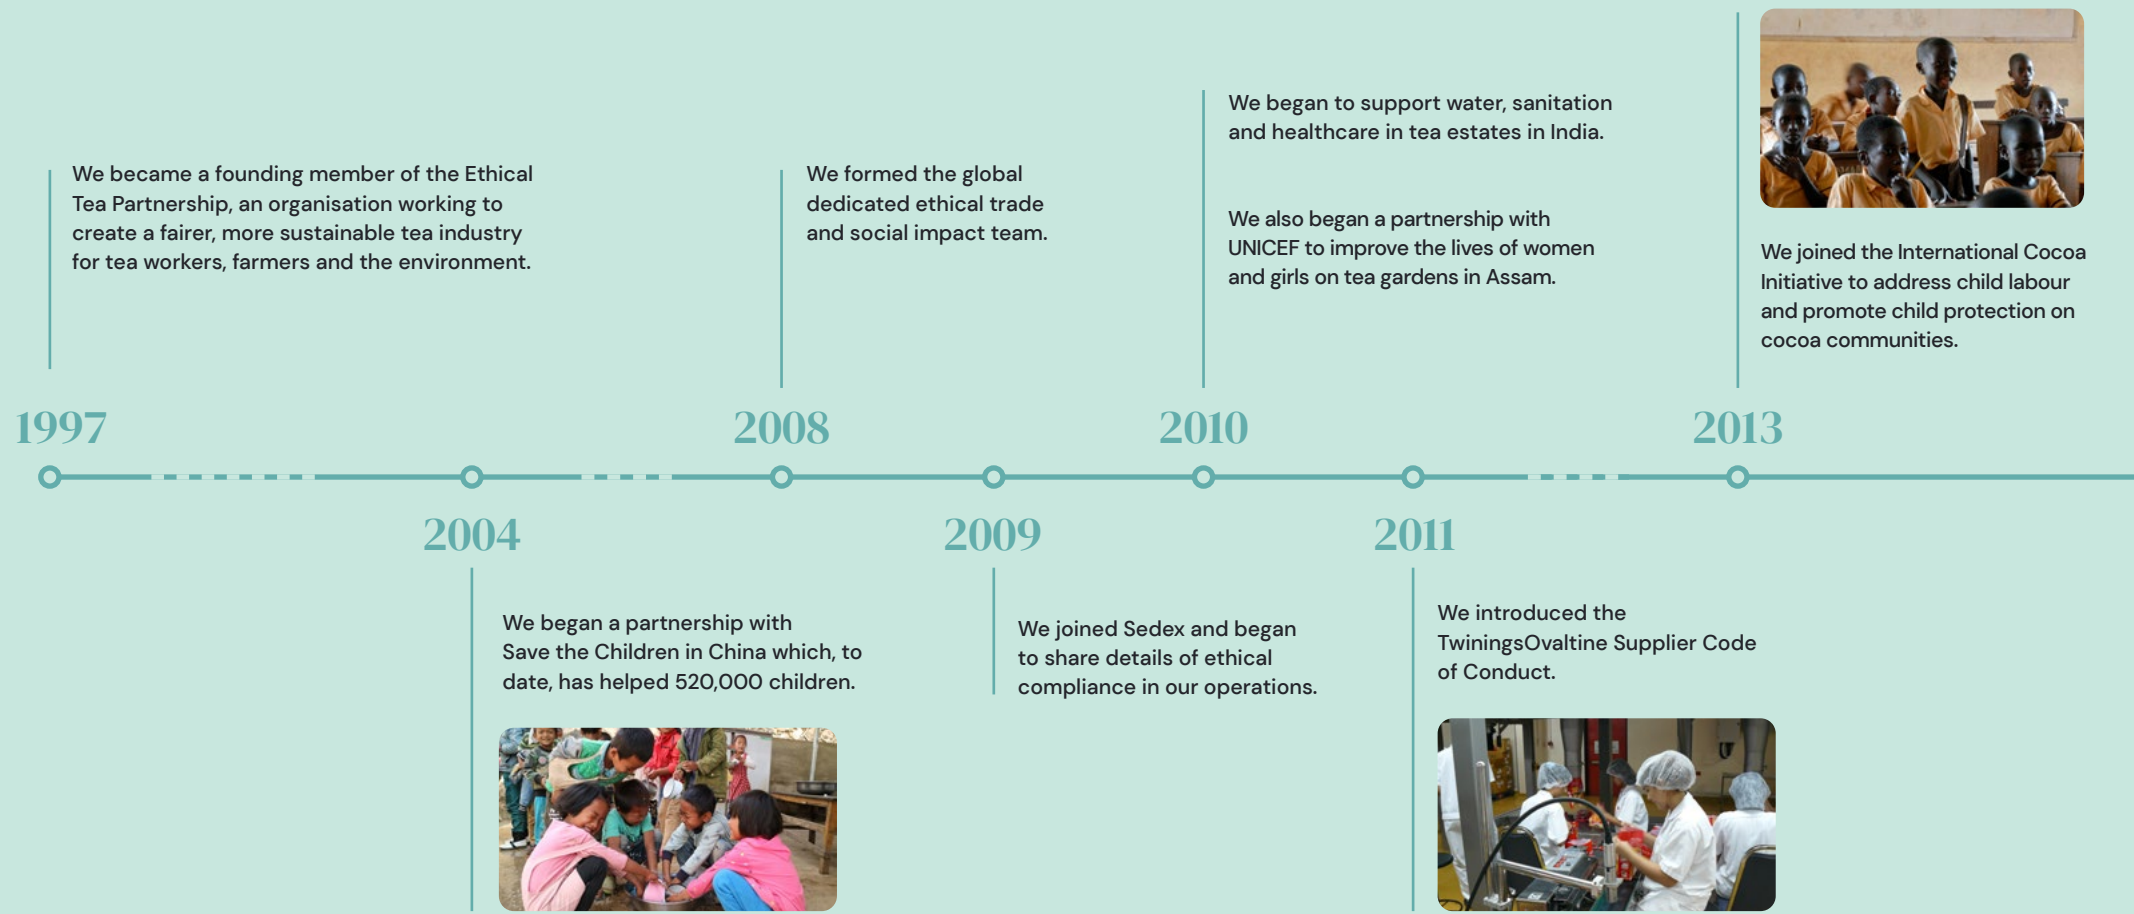 We became a founding member of the Ethical
Tea Partnership, an organisation working to
create a fairer, more sustainable tea industry
for tea workers, farmers and the environment.
1997
2004
We began a partnership with
Save the Children in China which, to
date, has helped 520,000 children.
We formed the global
dedicated ethical trade
and social impact team.
2008
2009
We joined Sedex and began
to share details of ethical
compliance in our operations.
We began to support water, sanitation
and healthcare in tea estates in India.
We also began a partnership with
UNICEF to improve the lives of women
and girls on tea gardens in Assam.
2010
2011
We introduced the
TwiningsOvaltine Supplier Code
of Conduct.
We joined the International Cocoa
Initiative to address child labour
and promote child protection on
cocoa communities.
2013